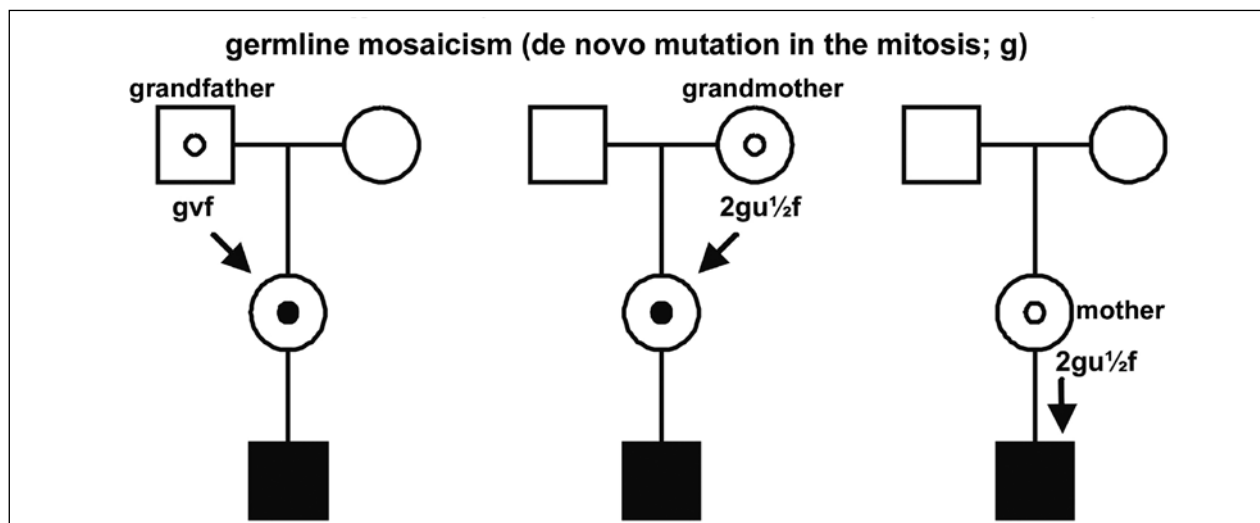 germline mosaicism (de novo mutation in the mitosis; g)
grandfather
grandmother
gvf
2gu½f
mother
2gu½f